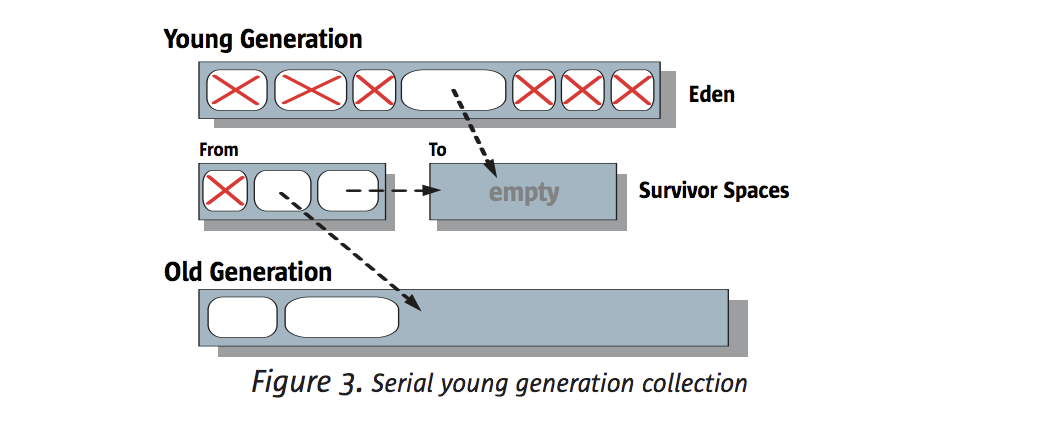 Young Generation
Eden
From
To
empty
Survivor Spaces
Old Generation
Figure 3. Serial young generation collection